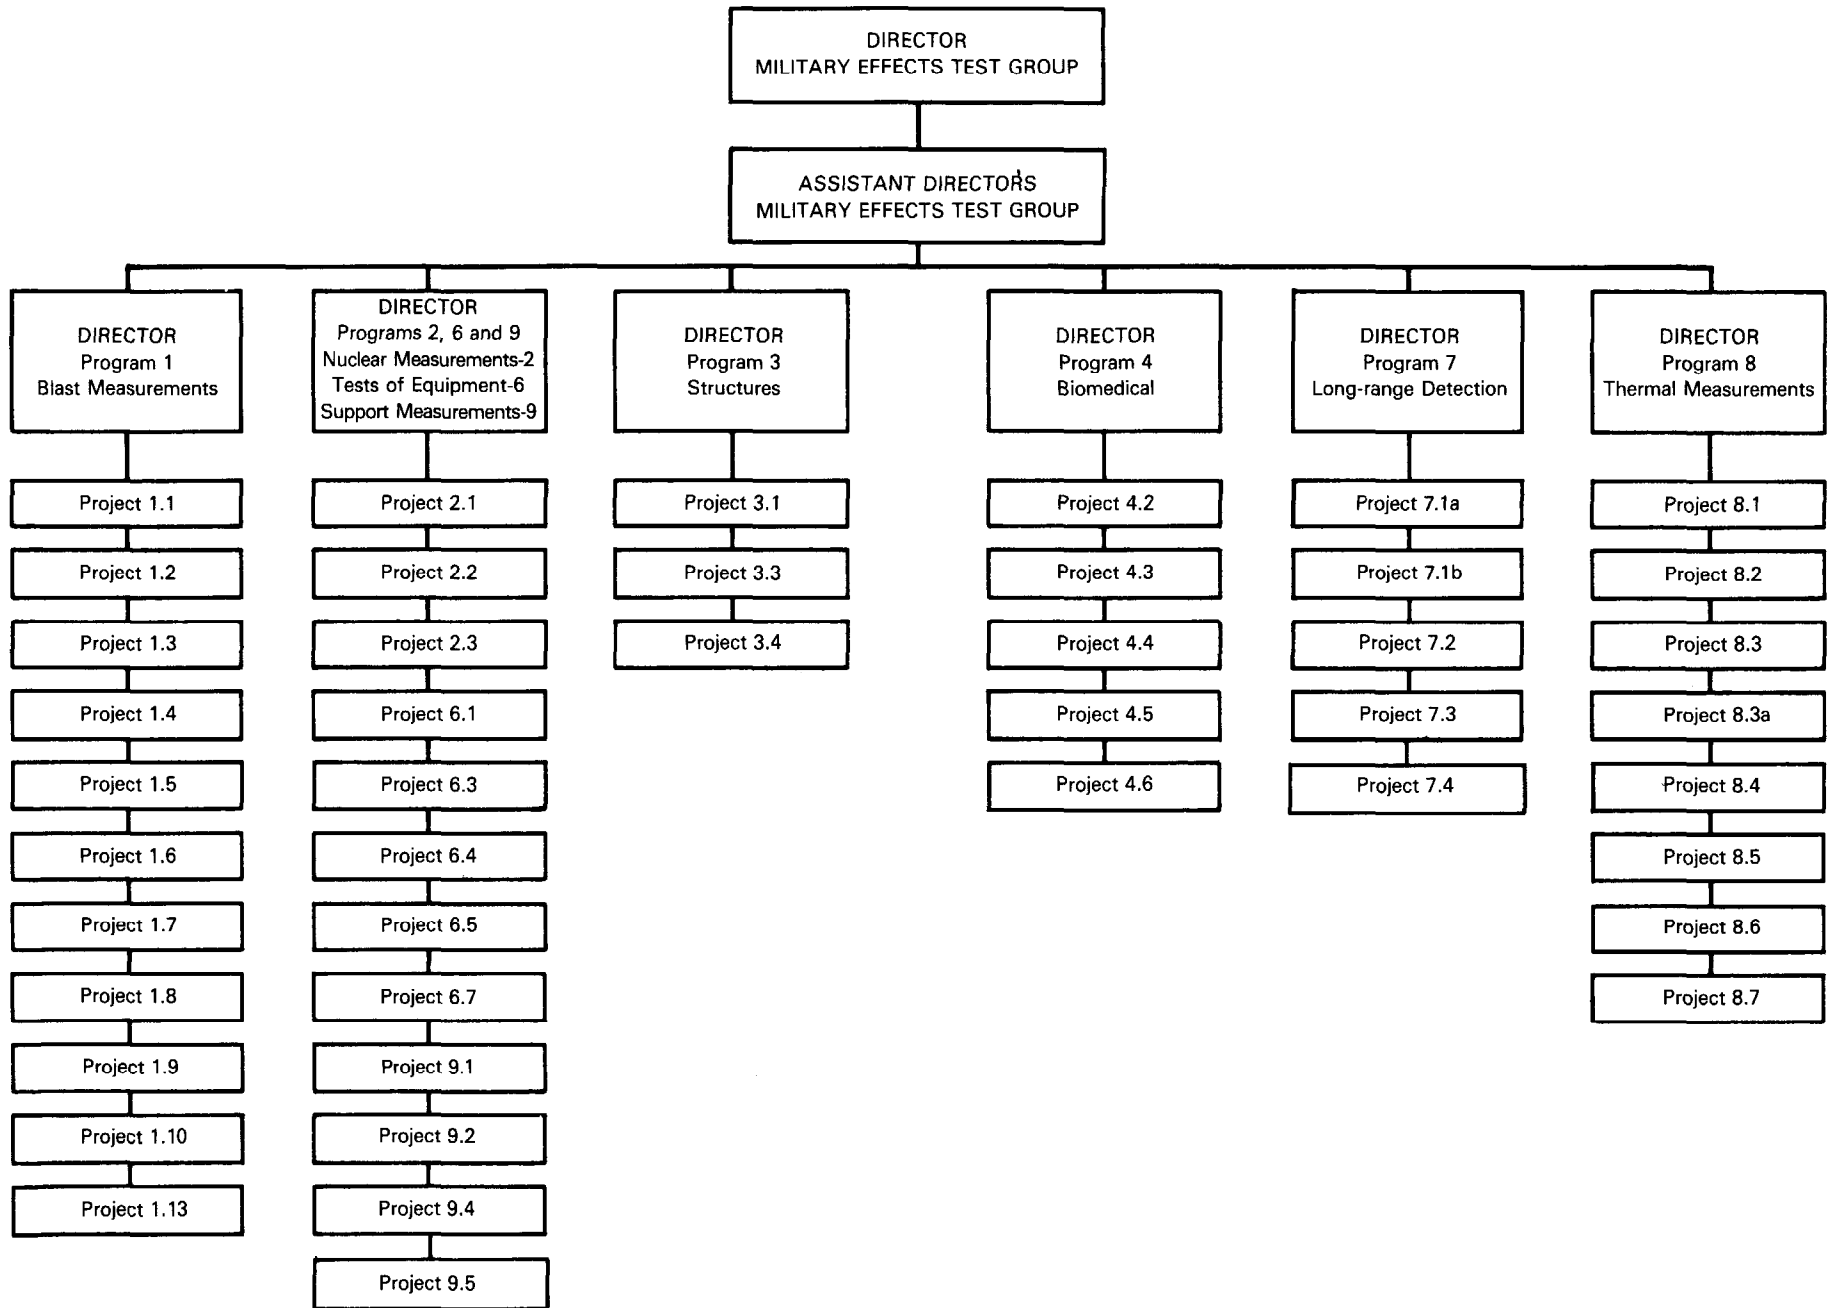 DIRECTOR
MILITARY EFFECTS TEST GROUP
ASSISTANT DIRECTORS
MILITARY EFFECTS TEST GROUP
DIRECTOR
Program 1
Blast Measurements
DIRECTOR
Programs 2, 6 and 9
Nuclear Measurements-2
Tests of Equipment-6
Support Measurements-9
DIRECTOR
Program 3
Structures
DIRECTOR
Program 4
Biomedical
DIRECTOR
Program 7
Long-range Detection
DIRECTOR
Program 8
Thermal Measurements
Project 1.1
Project 1.2
Project 1.3
Project 1.4
Project 1.5
Project 1.6
Project 1.7
Project 1.8
Project 1.9
Project 1.10
Project 1.13
Project 2.1
Project 2.2
Project 2.3
Project 6.1
Project 6.3
Project 6.4
Project 6.5
Project 6.7
Project 9.1
Project 9.2
Project 9.4
Project 9.5
Project 3.1
Project 3.3
Project 3.4
Project 4.2
Project 4.3
Project 4.4
Project 4.5
Project 4.6
Project 7.1a
Project 7.1b
Project 7.2
Project 7.3
Project 7.4
Project 8.1
Project 8.2
Project 8.3
Project 8.3a
Project 8.4
Project 8.5
Project 8.6
Project 8.7